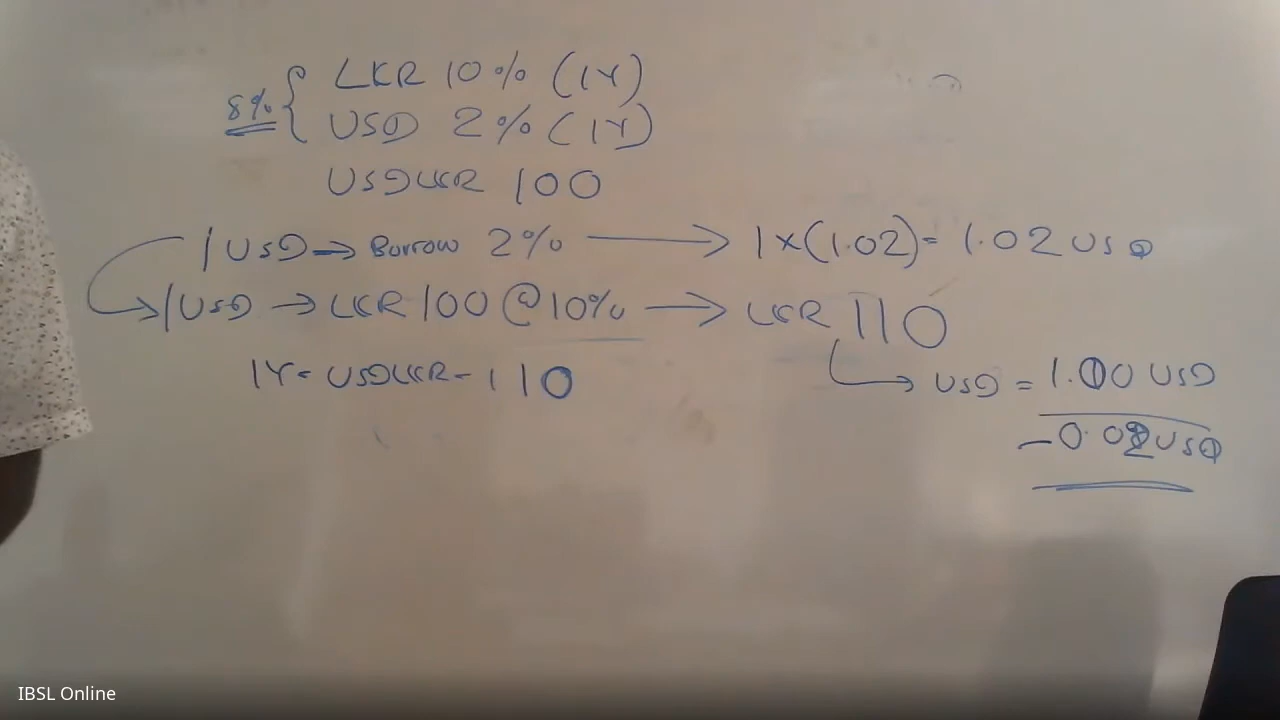 LKR 10% (1Y)
8% { USD 2% (1Y)
USDLKR 100
1 USD ⇒ Borrow 2% → 1×(1.02)= 1.02 USD
1 USD → LKR 100 @10% → LKR 110
1Y = USDLKR - 110
USD = 1.00 USD
-0.02 USD
IBSL Online